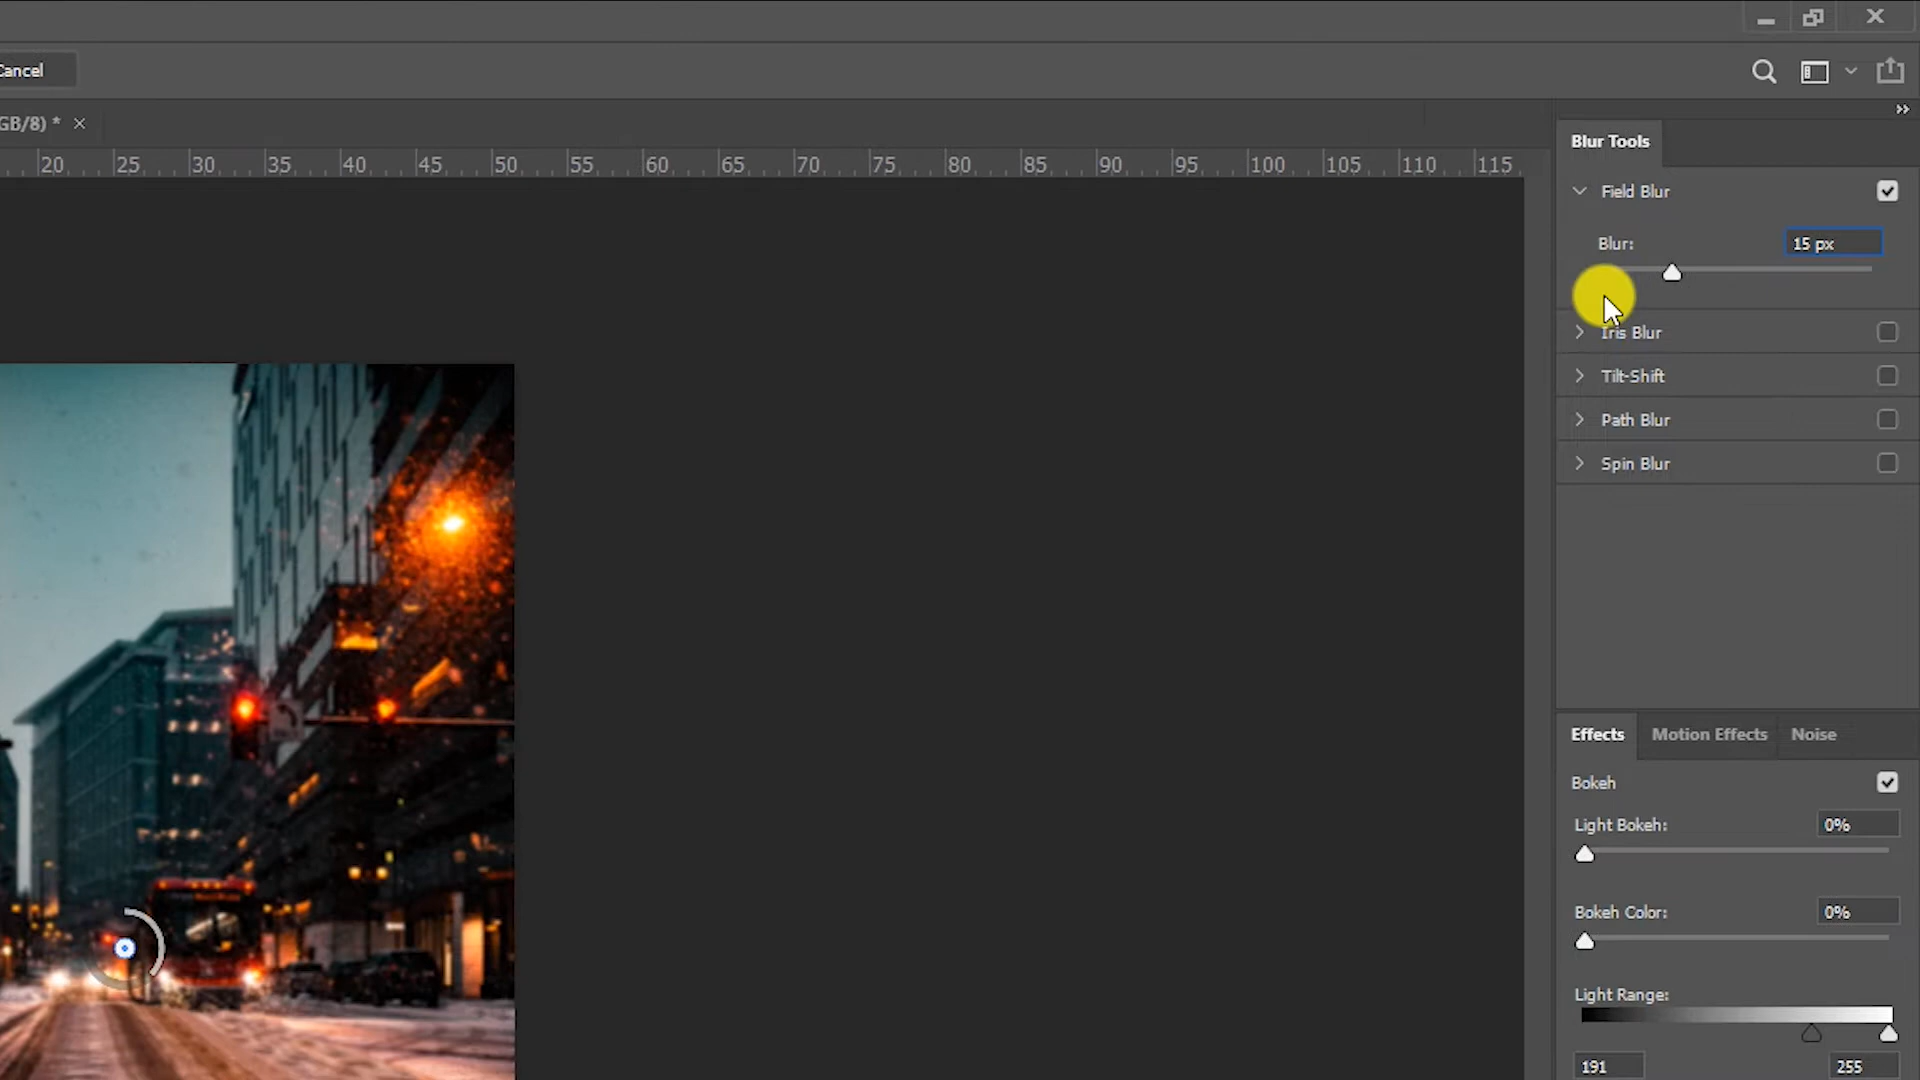 Cancel
GB/8) *
20 25 30 35 40 45 50 55 60 65 70 75 80 85 90 95 100 105 110 115
Blur Tools
Field Blur
Blur: 15 px
Iris Blur
Tilt-Shift
Path Blur
Spin Blur
Effects Motion Effects Noise
Bokeh
Light Bokeh: 0%
Bokeh Color: 0%
Light Range:
191 255